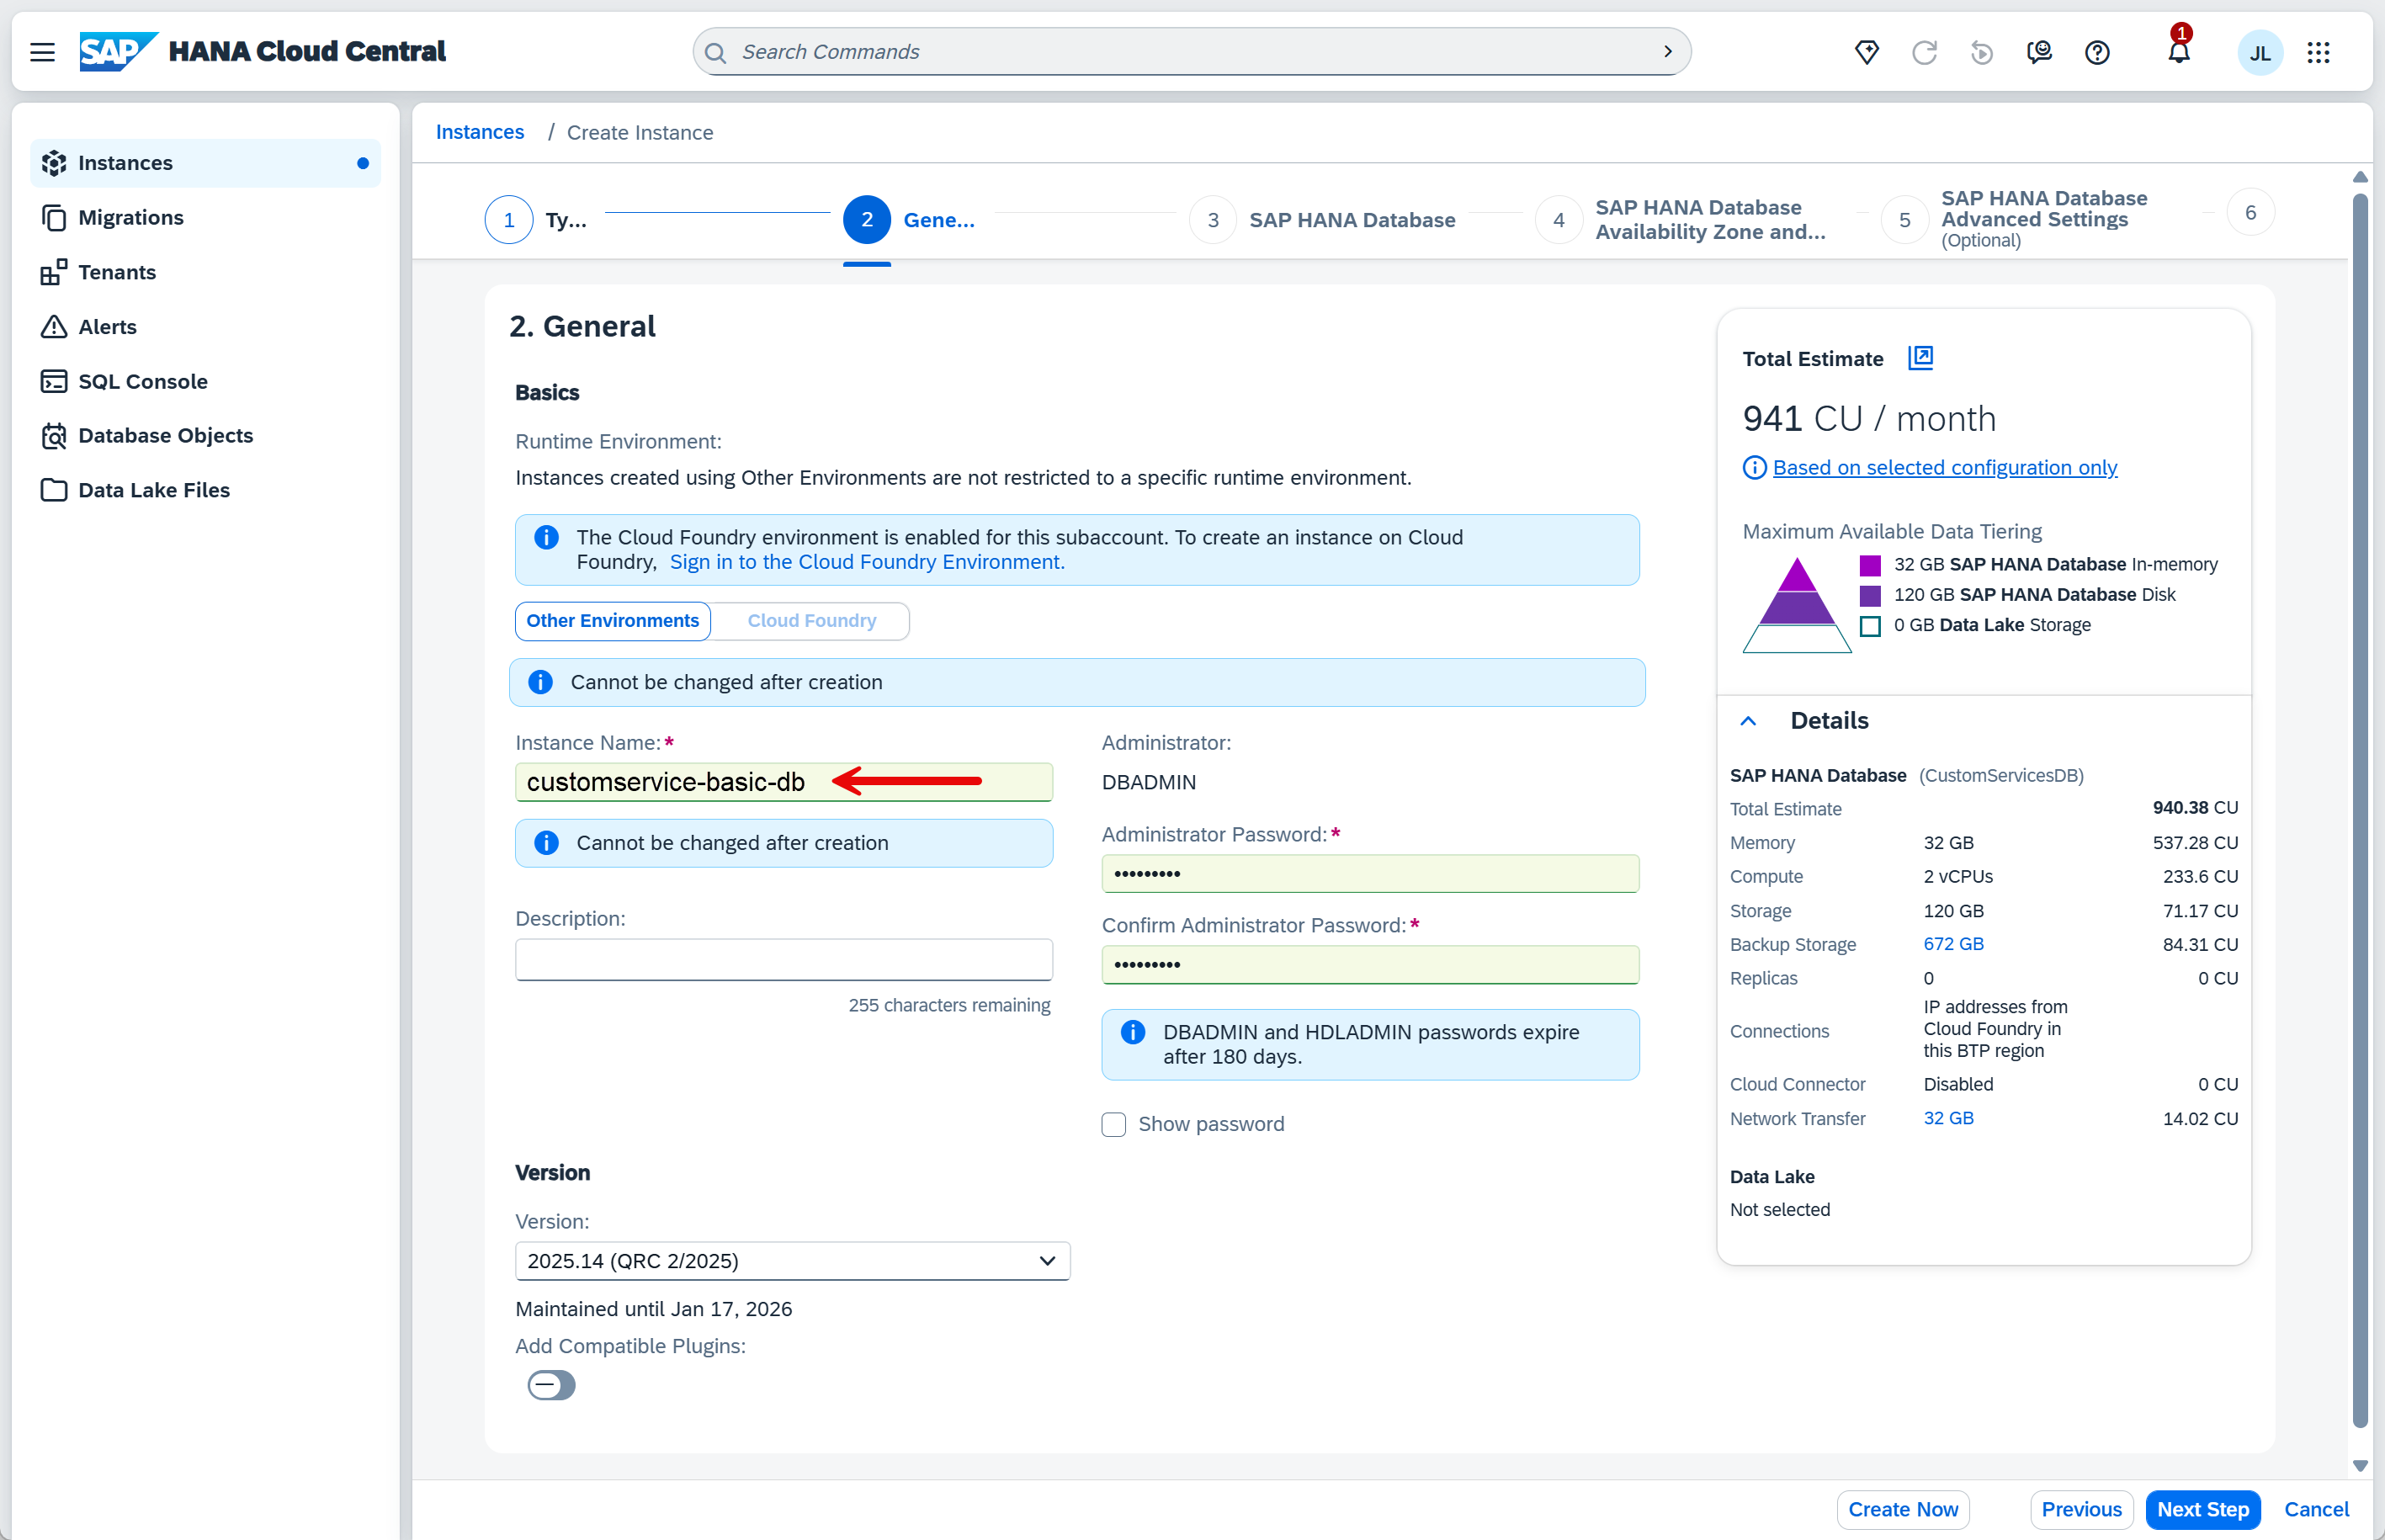 SAP HANA Cloud Central
Search Commands
1
JL
Instances
Migrations
Tenants
Alerts
SQL Console
Database Objects
Data Lake Files
Instances / Create Instance
1 Ty...
2 Gene...
3 SAP HANA Database
4 SAP HANA Database
Availability Zone and...
5 SAP HANA Database
Advanced Settings
(Optional)
6
2. General
Basics
Runtime Environment:
Instances created using Other Environments are not restricted to a specific runtime environment.
The Cloud Foundry environment is enabled for this subaccount. To create an instance on Cloud
Foundry, Sign in to the Cloud Foundry Environment.
Other Environments Cloud Foundry
Cannot be changed after creation
Instance Name:*
customservice-basic-db
Cannot be changed after creation
Description:
255 characters remaining
Administrator:
DBADMIN
Administrator Password:*
•••••••••
Confirm Administrator Password:*
•••••••••
DBADMIN and HDLADMIN passwords expire
after 180 days.
Show password
Version
Version:
2025.14 (QRC 2/2025)
Maintained until Jan 17, 2026
Add Compatible Plugins:
Total Estimate
941 CU / month
Based on selected configuration only
Maximum Available Data Tiering
32 GB SAP HANA Database In-memory
120 GB SAP HANA Database Disk
0 GB Data Lake Storage
Details
SAP HANA Database (CustomServicesDB)
Total Estimate 940.38 CU
Memory 32 GB 537.28 CU
Compute 2 vCPUs 233.6 CU
Storage 120 GB 71.17 CU
Backup Storage 672 GB 84.31 CU
Replicas 0 0 CU
Connections IP addresses from
Cloud Foundry in
this BTP region
Cloud Connector Disabled 0 CU
Network Transfer 32 GB 14.02 CU
Data Lake
Not selected
Create Now Previous Next Step Cancel